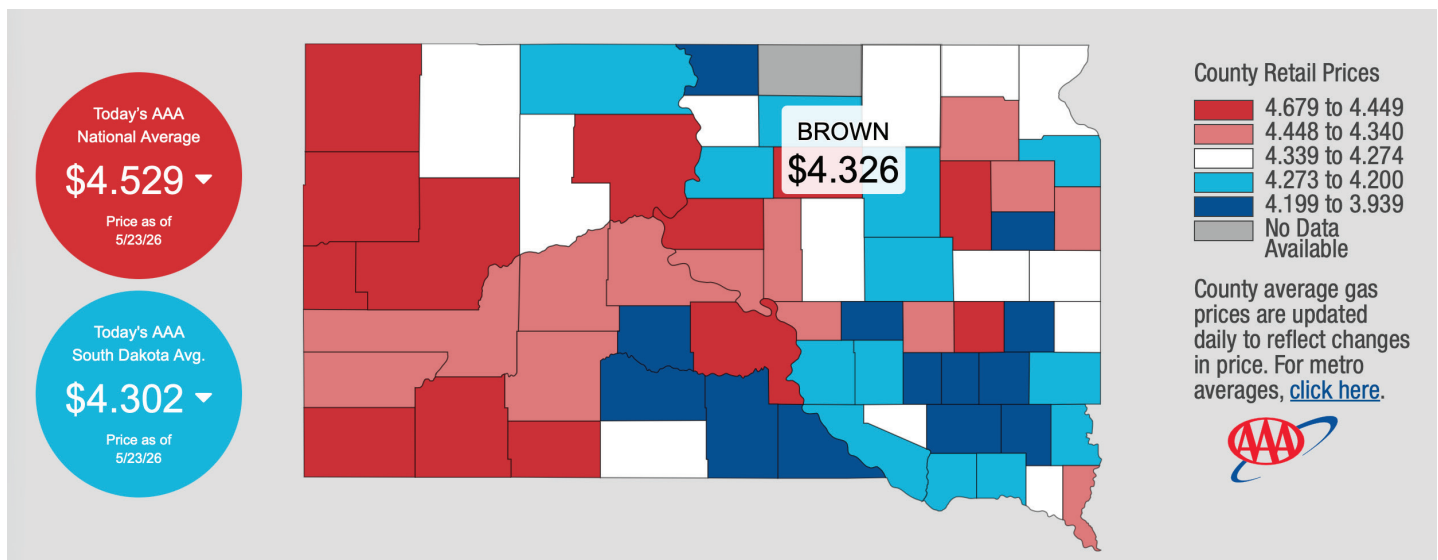 Today's AAA
National Average
$4.529
Price as of
5/23/26
Today's AAA
South Dakota Avg.
$4.302
Price as of
5/23/26
BROWN
$4.326
County Retail Prices
4.679 to 4.449
4.448 to 4.340
4.339 to 4.274
4.273 to 4.200
4.199 to 3.939
No Data
Available
County average gas
prices are updated
daily to reflect changes
in price. For metro
averages, click here.
AAA